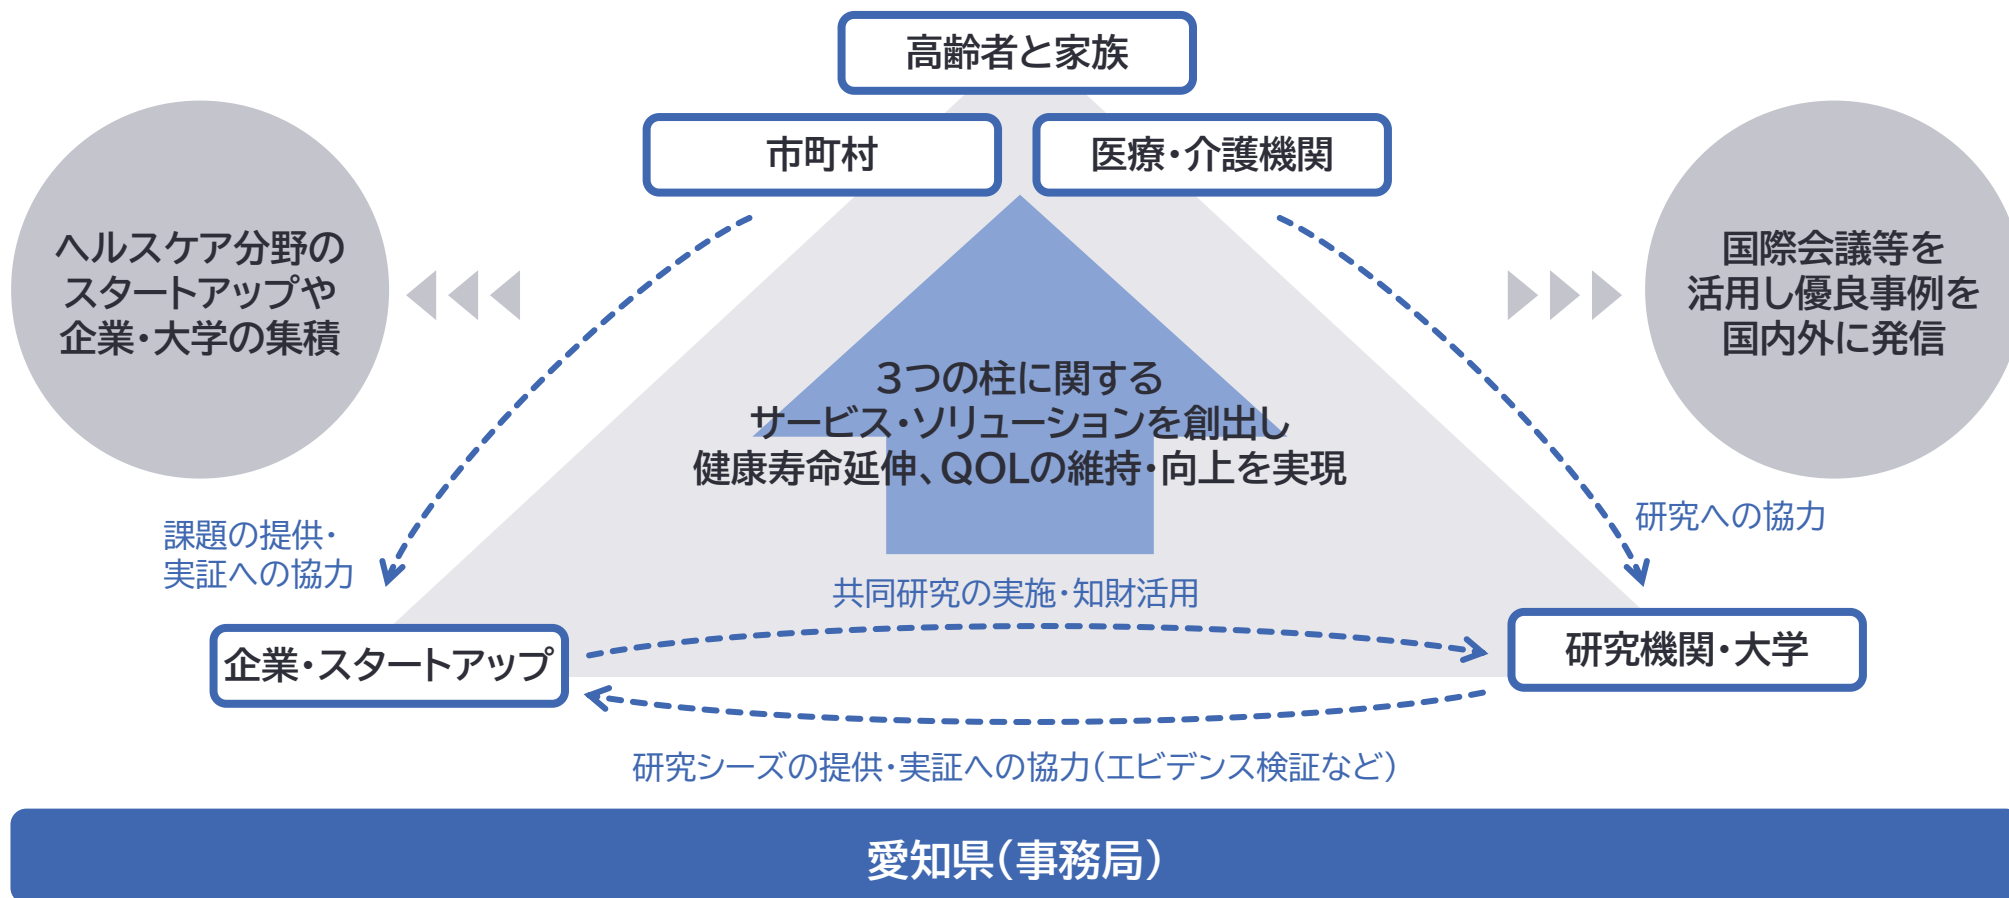 高齢者と家族
市町村
医療・介護機関
ヘルスケア分野の
スタートアップや
企業・大学の集積
国際会議等を
活用し優良事例を
国内外に発信
3つの柱に関する
サービス・ソリューションを創出し
健康寿命延伸、QOLの維持・向上を実現
課題の提供・
実証への協力
研究への協力
共同研究の実施・知財活用
企業・スタートアップ
研究機関・大学
研究シーズの提供・実証への協力(エビデンス検証など)
愛知県(事務局)